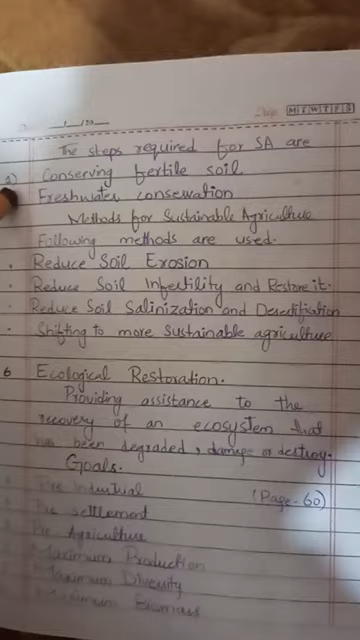 M T W T F S
The steps required for SA are
1) Conserving fertile soil
Freshwater consewation
Methods for Sustainable Agriculture
Following methods are used.
• Reduce Soil Erosion
• Reduce Soil Infertility and Restore it.
• Reduce Soil Salinization and Desertification
• Shifting to more sustainable agriculture
6 Ecological Restoration.
Providing assistance to the
recovery of an ecosystem that
has been degraded, damage or destroy.
Goals.
Pre Industrial
(Page-60)
Pre settlement
Pre Agriculture
Maximum Production
Maximum Diversity
Maximum Biomass